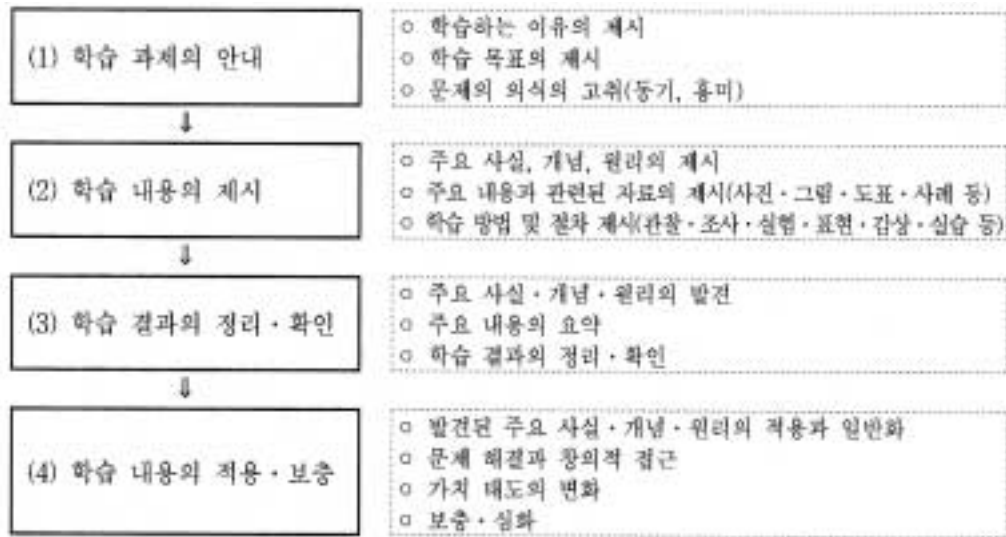 (1) 학습 과제의 안내
○ 학습하는 이유의 제시
○ 학습 목표의 제시
○ 문제의 의식의 고취(동기, 흥미)
⇓
(2) 학습 내용의 제시
○ 주요 사실, 개념, 원리의 제시
○ 주요 내용과 관련된 자료의 제시(사진·그림·도표·사례 등)
○ 학습 방법 및 절차 제시(관찰·조사·실험·표현·감상·실습 등)
⇓
(3) 학습 결과의 정리·확인
○ 주요 사실·개념·원리의 발견
○ 주요 내용의 요약
○ 학습 결과의 정리·확인
⇓
(4) 학습 내용의 적용·보충
○ 발견된 주요 사실·개념·원리의 적용과 일반화
○ 문제 해결과 창의적 접근
○ 가치 태도의 변화
○ 보충·심화